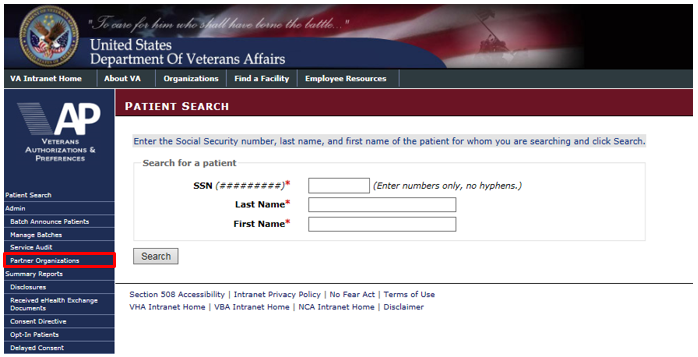 "To care for him who shall have borne the battle..."
United States
Department Of Veterans Affairs
VA Intranet Home
About VA
Organizations
Find a Facility
Employee Resources
VAP
VETERANS
AUTHORIZATIONS &
PREFERENCES
Patient Search
Admin
Batch Announce Patients
Manage Batches
Service Audit
Partner Organizations
Summary Reports
Disclosures
Received eHealth Exchange
Documents
Consent Directive
Opt-In Patients
Delayed Consent
PATIENT SEARCH
Enter the Social Security number, last name, and first name of the patient for whom you are searching and click Search.
Search for a patient
SSN (#########)* (Enter numbers only, no hyphens.)
Last Name*
First Name*
Search
Section 508 Accessibility | Intranet Privacy Policy | No Fear Act | Terms of Use
VHA Intranet Home | VBA Intranet Home | NCA Intranet Home | Disclaimer